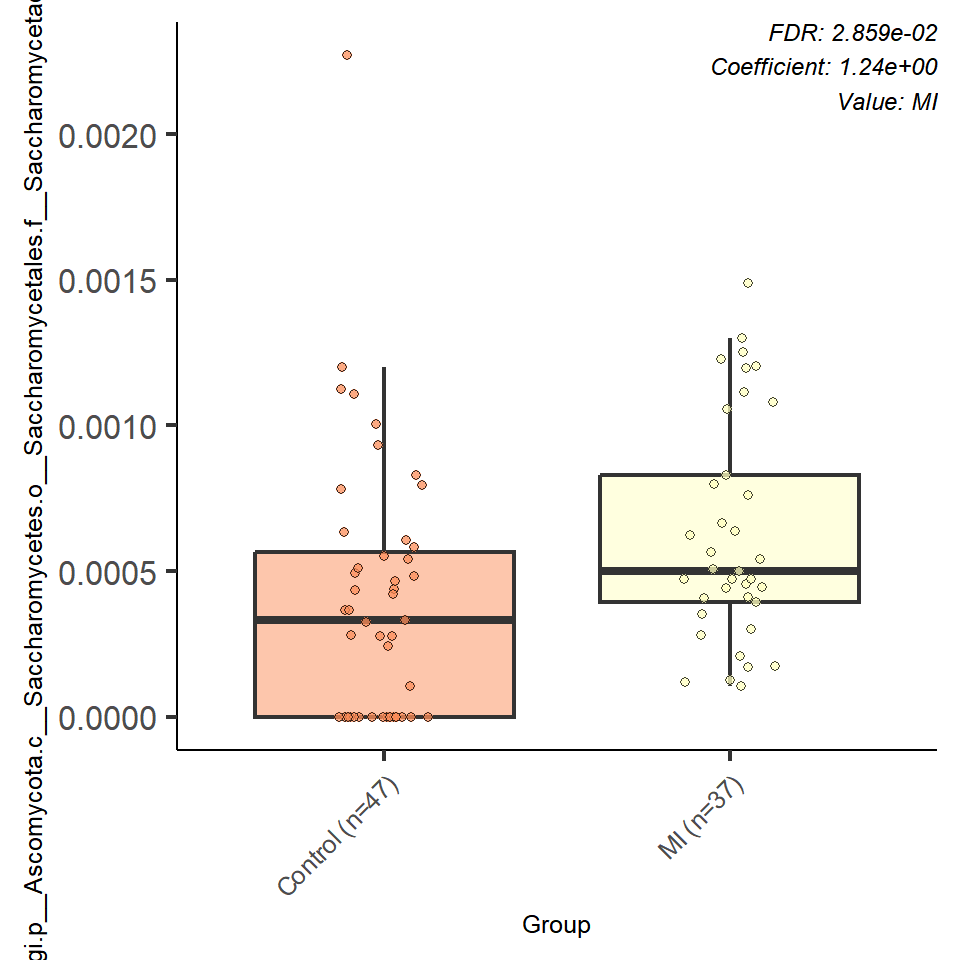 FDR: 2.859e-02
Coefficient: 1.24e+00
Value: MI
gi.p__Ascomycota.c__Saccharomycetes.o__Saccharomycetales.f__Saccharomycetac
0.0020
0.0015
0.0010
0.0005
0.0000
Control (n=47)
MI (n=37)
Group